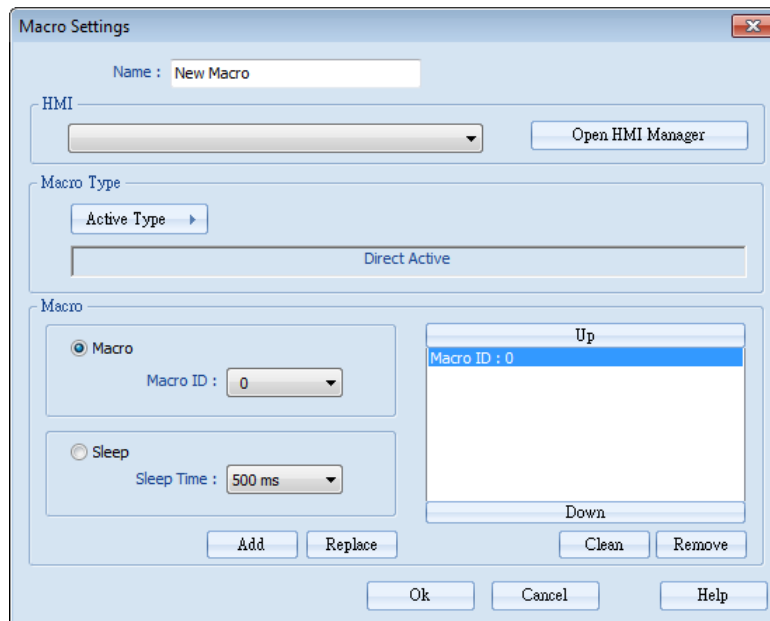 Macro Settings
Name : New Macro
HMI
Open HMI Manager
Macro Type
Active Type
Direct Active
Macro
Macro
Macro ID : 0
Sleep
Sleep Time : 500 ms
Add Replace
Up
Macro ID : 0
Down
Clean Remove
Ok Cancel Help